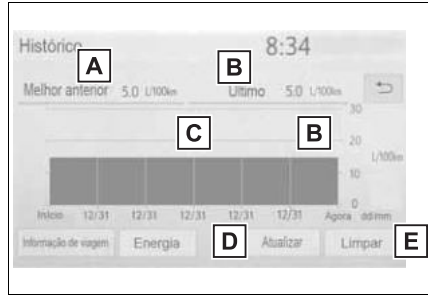 Histórico 8:34
A B
Melhor anterior 5.0 L/100km Último 5.0 L/100km
30
C B
20
L/100km
10
0
Início 12/31 12/31 12/31 12/31 12/31 Agora dd/mm
Informação de viagem Energia D Atualizar Limpar E